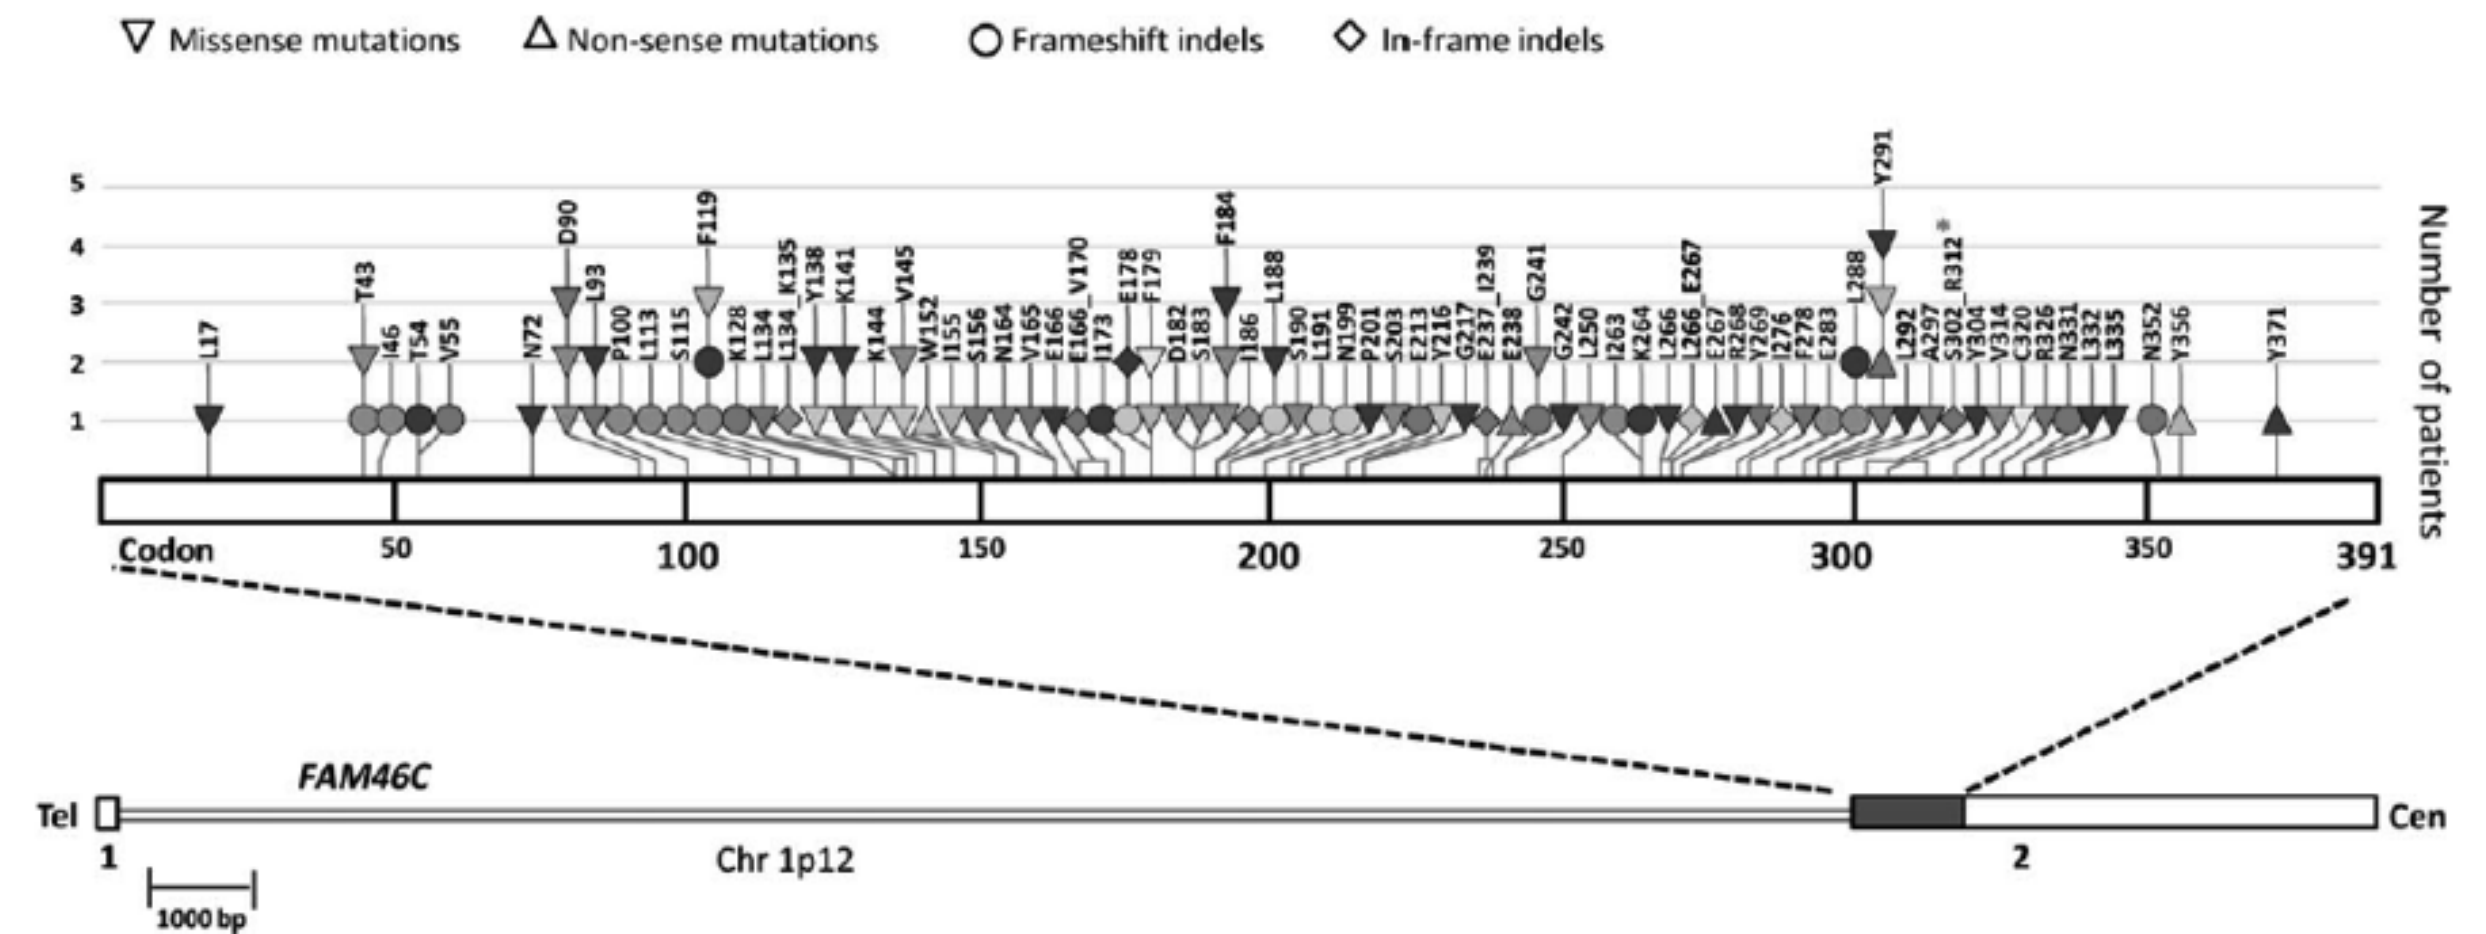 Missense mutations Non-sense mutations Frameshift indels In-frame indels
5
4
3
2
1
L17
T43
I46
T54
V55
N72
D90
L93
P100
L113
S115
F119
K128
L134
L134_K135
Y138
K141
K144
V145
W152
I155
S156
N164
V165
E166
E166_V170
I173
E178
F179
D182
S183
F184
I186
L188
S190
L191
N199
P201
S203
E213
Y216
G217
E237_I239
E238
G241
G242
L250
I263
K264
L266
L266_E267
E267
R268
Y269
I276
F278
E283
L288
Y291
L292
A297
S302_R312*
Y304
V314
C320
R326
N331
L332
L335
N352
Y356
Y371
Number of patients
Codon 50 100 150 200 250 300 350 391
FAM46C
Tel Cen
1 Chr 1p12 2
1000 bp